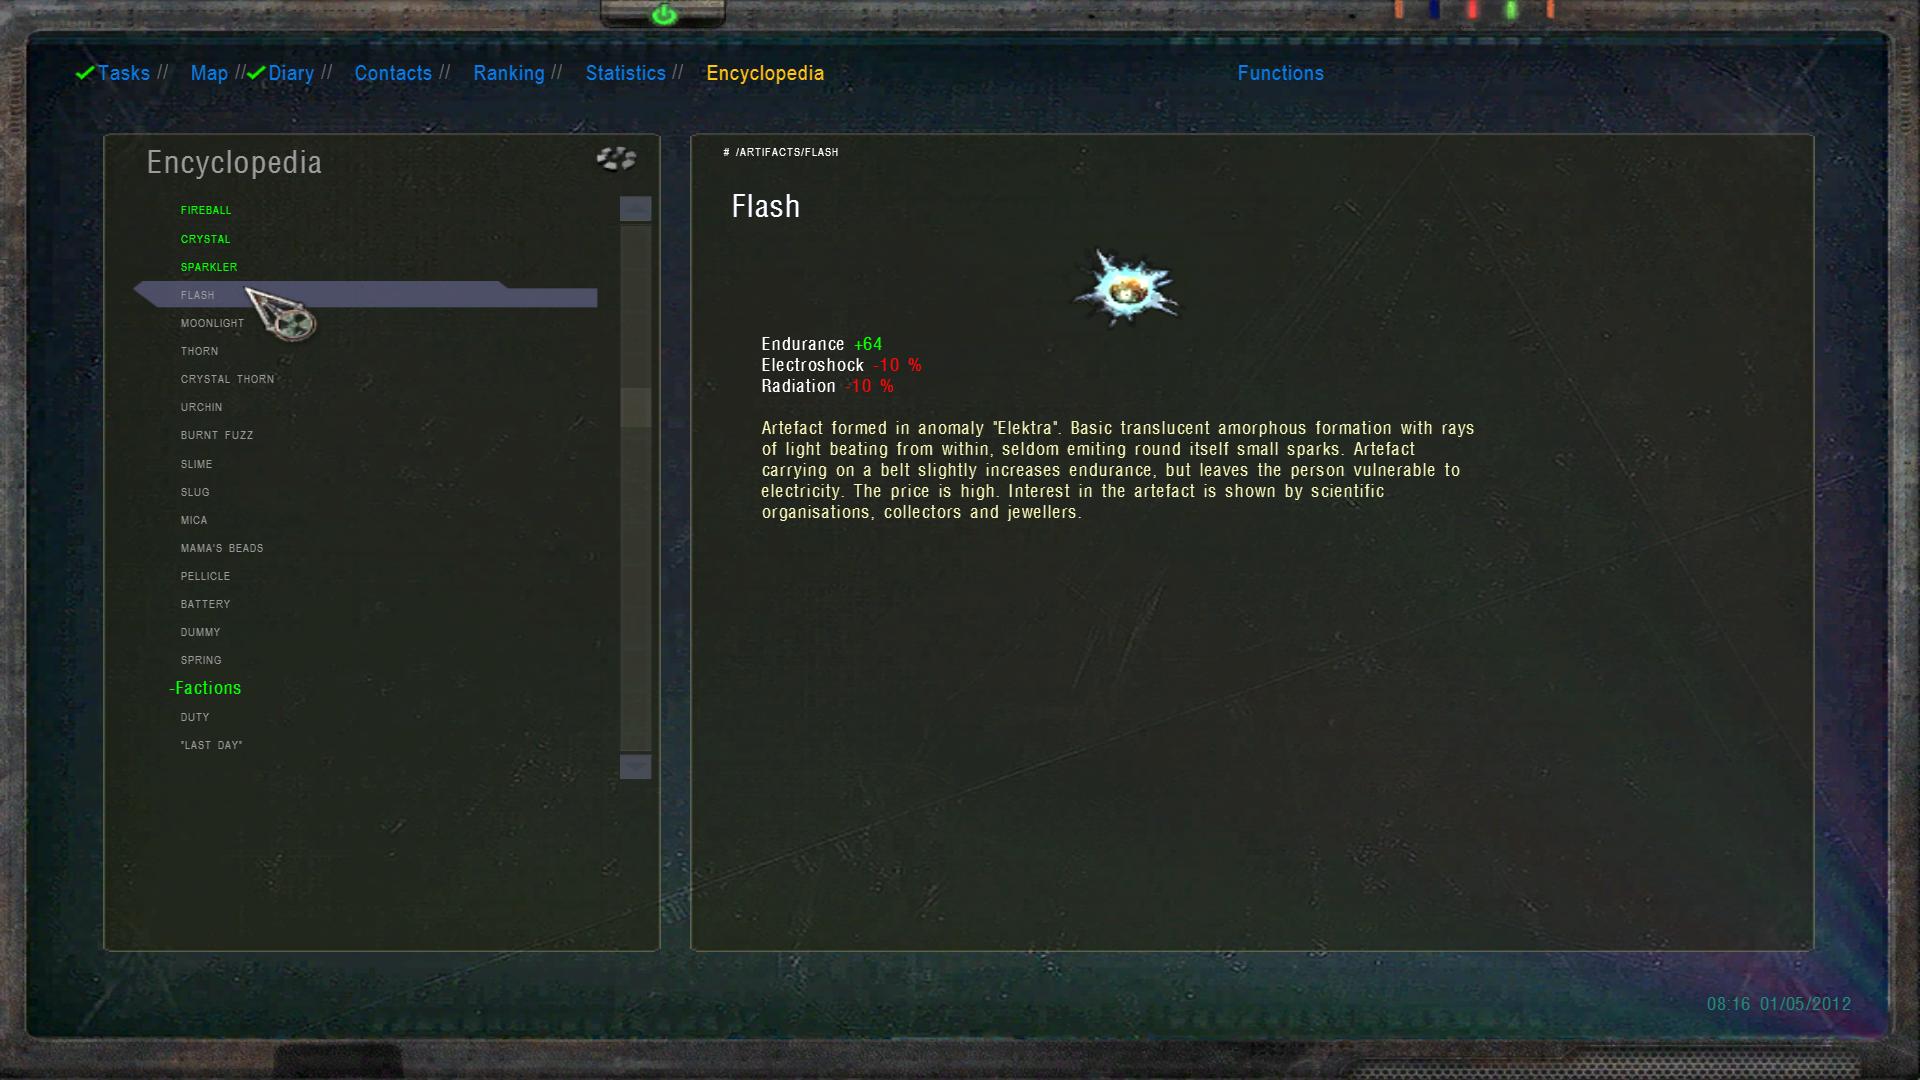 Tasks // Map // Diary // Contacts // Ranking // Statistics // Encyclopedia
Functions
Encyclopedia
FIREBALL
CRYSTAL
SPARKLER
FLASH
MOONLIGHT
THORN
CRYSTAL THORN
URCHIN
BURNT FUZZ
SLIME
SLUG
MICA
MAMA'S BEADS
PELLICLE
BATTERY
DUMMY
SPRING
-Factions
DUTY
"LAST DAY"
# /ARTIFACTS/FLASH
Flash
Endurance +64
Electroshock -10 %
Radiation -10 %
Artefact formed in anomaly "Elektra". Basic translucent amorphous formation with rays
of light beating from within, seldom emiting round itself small sparks. Artefact
carrying on a belt slightly increases endurance, but leaves the person vulnerable to
electricity. The price is high. Interest in the artefact is shown by scientific
organisations, collectors and jewellers.
08:16 01/05/2012